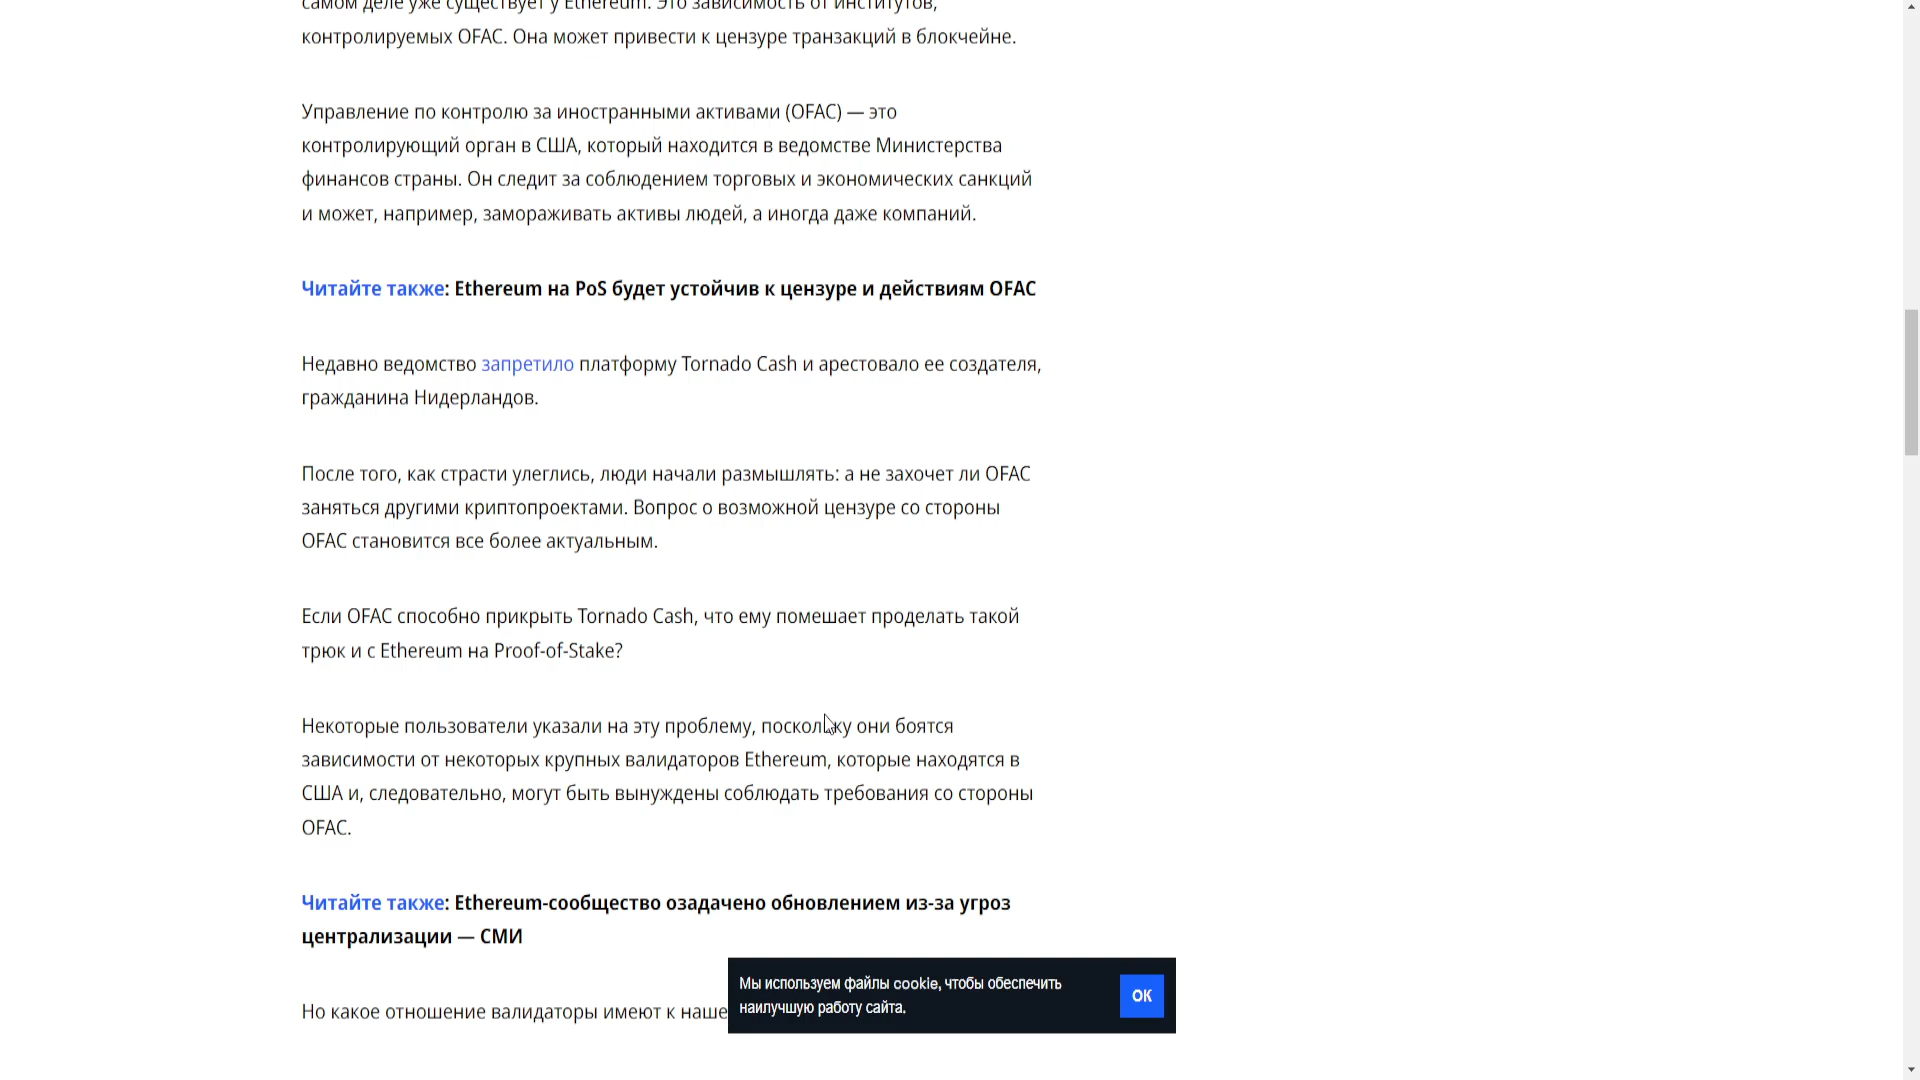 самом деле уже существует у Ethereum. Это зависимость от институтов,
контролируемых OFAC. Она может привести к цензуре транзакций в блокчейне.
Управление по контролю за иностранными активами (OFAC) — это
контролирующий орган в США, который находится в ведомстве Министерства
финансов страны. Он следит за соблюдением торговых и экономических санкций
и может, например, замораживать активы людей, а иногда даже компаний.
Читайте также: Ethereum на PoS будет устойчив к цензуре и действиям OFAC
Недавно ведомство запретило платформу Tornado Cash и арестовало ее создателя,
гражданина Нидерландов.
После того, как страсти улеглись, люди начали размышлять: а не захочет ли OFAC
заняться другими криптопроектами. Вопрос о возможной цензуре со стороны
OFAC становится все более актуальным.
Если OFAC способно прикрыть Tornado Cash, что ему помешает проделать такой
трюк и с Ethereum на Proof-of-Stake?
Некоторые пользователи указали на эту проблему, поскольку они боятся
зависимости от некоторых крупных валидаторов Ethereum, которые находятся в
США и, следовательно, могут быть вынуждены соблюдать требования со стороны
OFAC.
Читайте также: Ethereum-сообщество озадачено обновлением из-за угроз
централизации — СМИ
Но какое отношение валидаторы имеют к наше
Мы используем файлы cookie, чтобы обеспечить
наилучшую работу сайта.
ОК